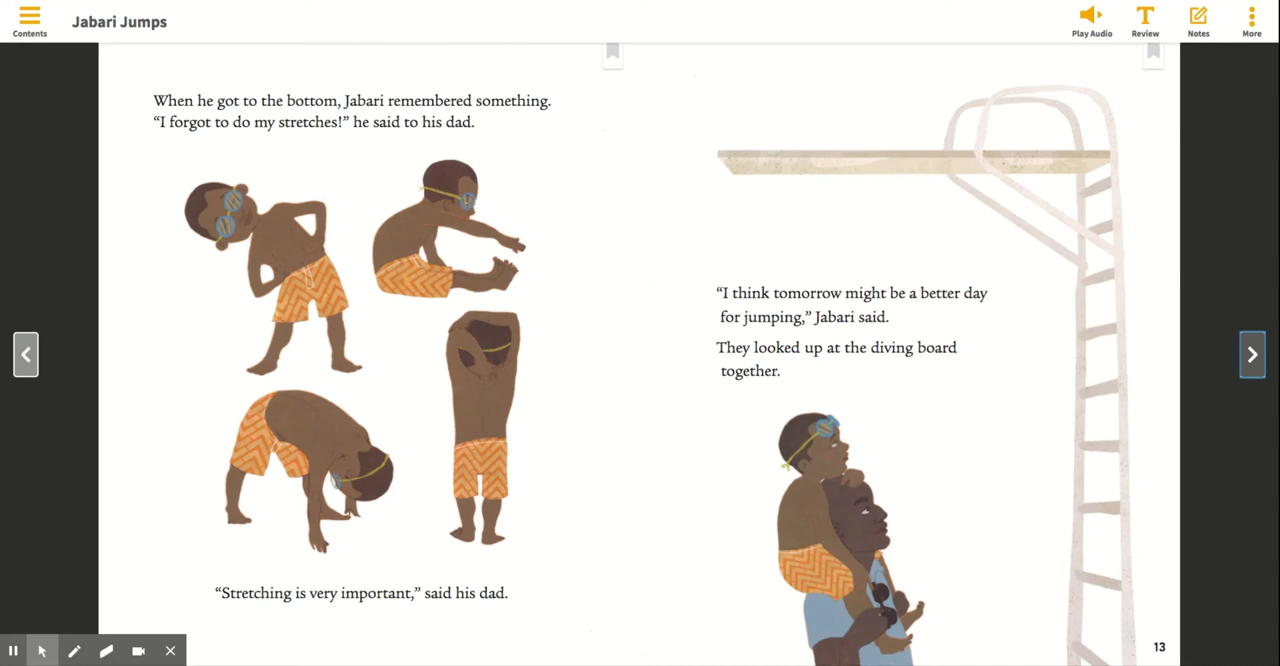 Contents
Jabari Jumps
Play Audio
Review
Notes
More
When he got to the bottom, Jabari remembered something.
“I forgot to do my stretches!” he said to his dad.
“Stretching is very important,” said his dad.
“I think tomorrow might be a better day
for jumping,” Jabari said.
They looked up at the diving board
together.
13